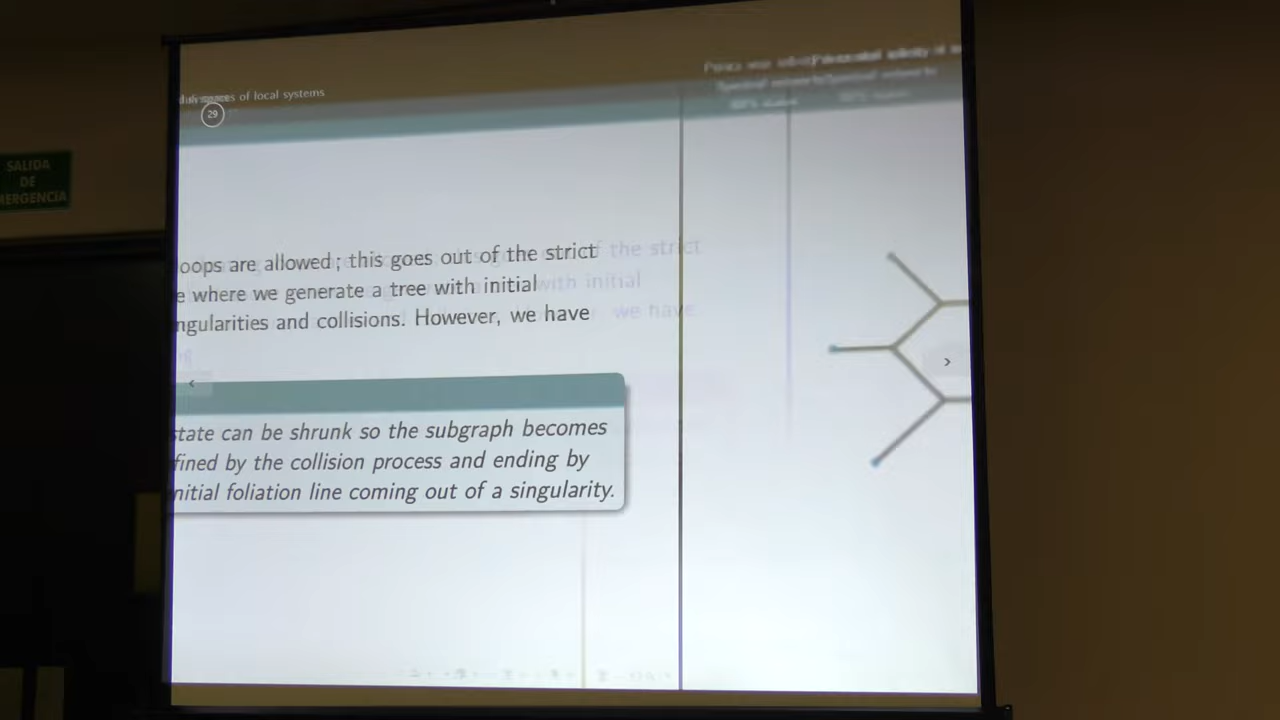 of local systems
29
SALIDA
DE
MERGENCIA
oops are allowed; this goes out of the strict
e where we generate a tree with initial
ngularities and collisions. However, we have
‹
›
state can be shrunk so the subgraph becomes
fined by the collision process and ending by
nitial foliation line coming out of a singularity.